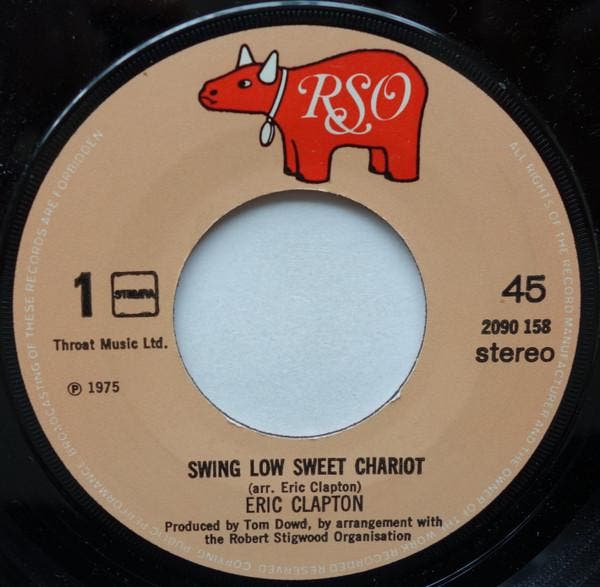 RSO
1 STEMRA
45
Throat Music Ltd.
2090 158
stereo
℗ 1975
SWING LOW SWEET CHARIOT
(arr. Eric Clapton)
ERIC CLAPTON
Produced by Tom Dowd, by arrangement with
the Robert Stigwood Organisation
ALL RIGHTS OF THE RECORD MANUFACTURER AND OF THE OWNER OF THE WORK RESERVED COPYING PUBLIC PERFORMANCE BROADCASTING OF THESE RECORDS ARE FORBIDDEN